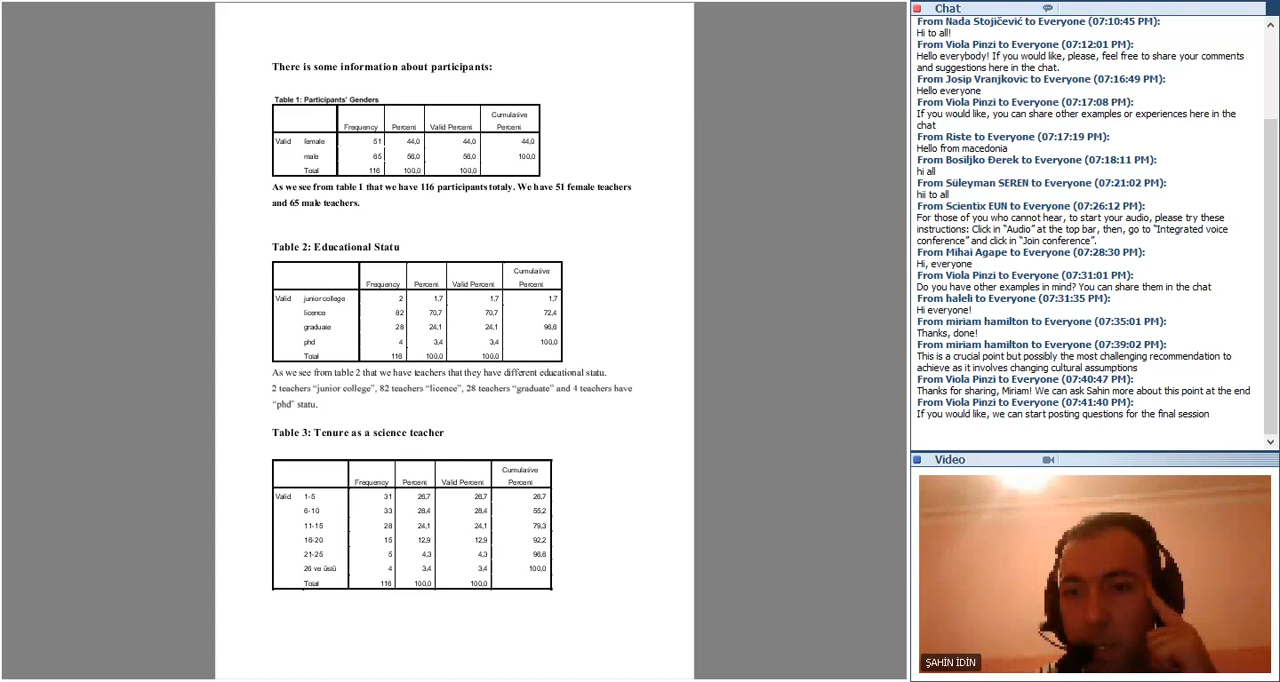 There is some information about participants:
Table 1: Participants' Genders
Frequency Percent Valid Percent Cumulative Percent
Valid female 51 44,0 44,0 44,0
male 65 56,0 56,0 100,0
Total 116 100,0 100,0
As we see from table 1 that we have 116 participants totaly. We have 51 female teachers
and 65 male teachers.
Table 2: Educational Statu
Frequency Percent Valid Percent Cumulative Percent
Valid junior college 2 1,7 1,7 1,7
licence 82 70,7 70,7 72,4
graduate 28 24,1 24,1 96,6
phd 4 3,4 3,4 100,0
Total 116 100,0 100,0
As we see from table 2 that we have teachers that they have different educational statu.
2 teachers “junior college”, 82 teachers “licence”, 28 teachers “graduate” and 4 teachers have
“phd” statu.
Table 3: Tenure as a science teacher
Frequency Percent Valid Percent Cumulative Percent
Valid 1-5 31 26,7 26,7 26,7
6-10 33 28,4 28,4 55,2
11-15 28 24,1 24,1 79,3
16-20 15 12,9 12,9 92,2
21-25 5 4,3 4,3 96,6
26 ve üstü 4 3,4 3,4 100,0
Total 116 100,0 100,0
Chat
From Nada Stojičević to Everyone (07:10:45 PM):
Hi to all!
From Viola Pinzi to Everyone (07:12:01 PM):
Hello everybody! If you would like, please, feel free to share your comments
and suggestions here in the chat.
From Josip Vranjkovic to Everyone (07:16:49 PM):
Hello everyone
From Viola Pinzi to Everyone (07:17:08 PM):
If you would like, you can share other examples or experiences here in the
chat
From Riste to Everyone (07:17:19 PM):
Hello from macedonia
From Bosiljko Đerek to Everyone (07:18:11 PM):
hi all
From Süleyman SEREN to Everyone (07:21:02 PM):
hii to all
From Scientix EUN to Everyone (07:26:12 PM):
For those of you who cannot hear, to start your audio, please try these
instructions: Click in “Audio” at the top bar, then, go to “Integrated voice
conference” and click in “Join conference”.
From Mihai Agape to Everyone (07:28:30 PM):
Hi, everyone
From Viola Pinzi to Everyone (07:31:01 PM):
Do you have other examples in mind? You can share them in the chat
From haleli to Everyone (07:31:35 PM):
Hi everyone!
From miriam hamilton to Everyone (07:35:01 PM):
Thanks, done!
From miriam hamilton to Everyone (07:39:02 PM):
This is a crucial point but possibly the most challenging recommendation to
achieve as it involves changing cultural assumptions
From Viola Pinzi to Everyone (07:40:47 PM):
Thanks for sharing, Miriam! We can ask Sahin more about this point at the end
From Viola Pinzi to Everyone (07:41:40 PM):
If you would like, we can start posting questions for the final session
Video
ŞAHİN İDİN